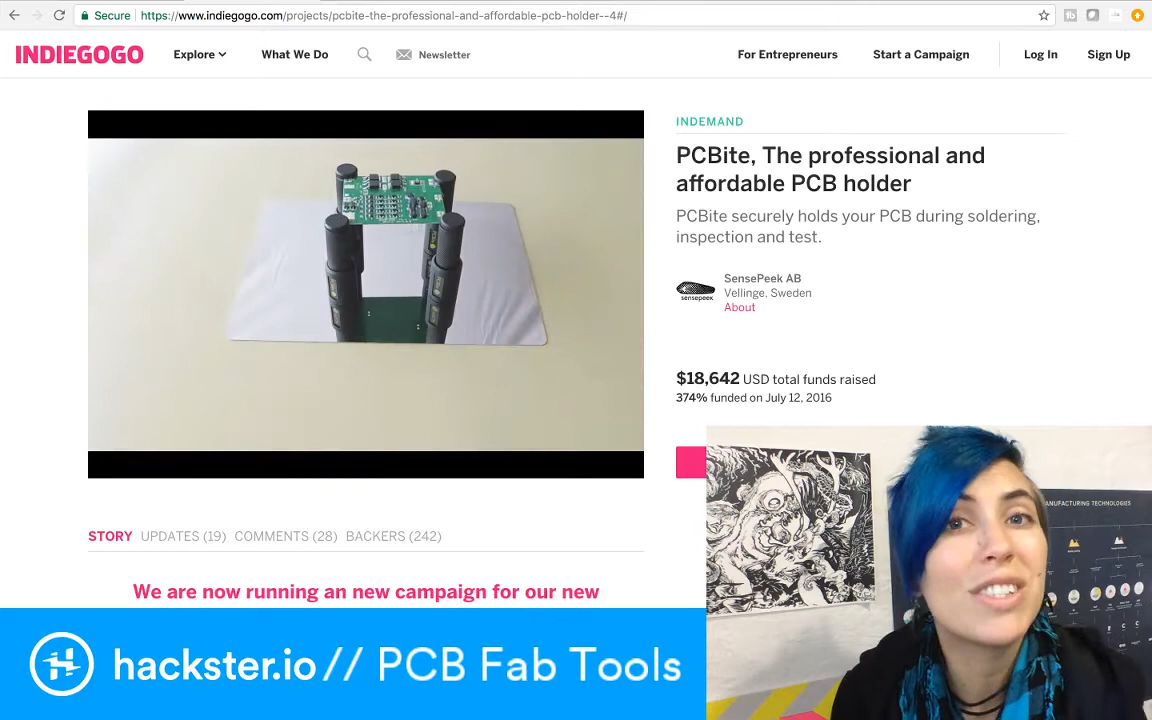 Secure https://www.indiegogo.com/projects/pcbite-the-professional-and-affordable-pcb-holder--4#/
INDIEGOGO Explore What We Do Newsletter For Entrepreneurs Start a Campaign Log In Sign Up
INDEMAND
PCBite, The professional and
affordable PCB holder
PCBite securely holds your PCB during soldering,
inspection and test.
SensePeek AB
sensepeek
Vellinge, Sweden
About
$18,642 USD total funds raised
374% funded on July 12, 2016
STORY UPDATES (19) COMMENTS (28) BACKERS (242)
We are now running an new campaign for our new
MANUFACTURING TECHNOLOGIES
hackster.io // PCB Fab Tools